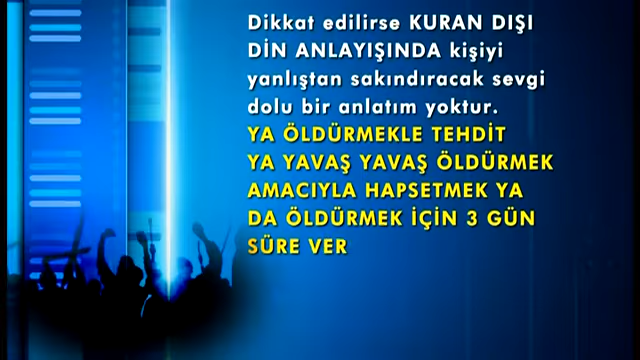 Dikkat edilirse KURAN DIŞI
DİN ANLAYIŞINDA kişiyi
yanlıştan sakındıracak sevgi
dolu bir anlatım yoktur.
YA ÖLDÜRMEKLE TEHDİT
YA YAVAŞ YAVAŞ ÖLDÜRMEK
AMACIYLA HAPSETMEK YA
DA ÖLDÜRMEK İÇİN 3 GÜN
SÜRE VER